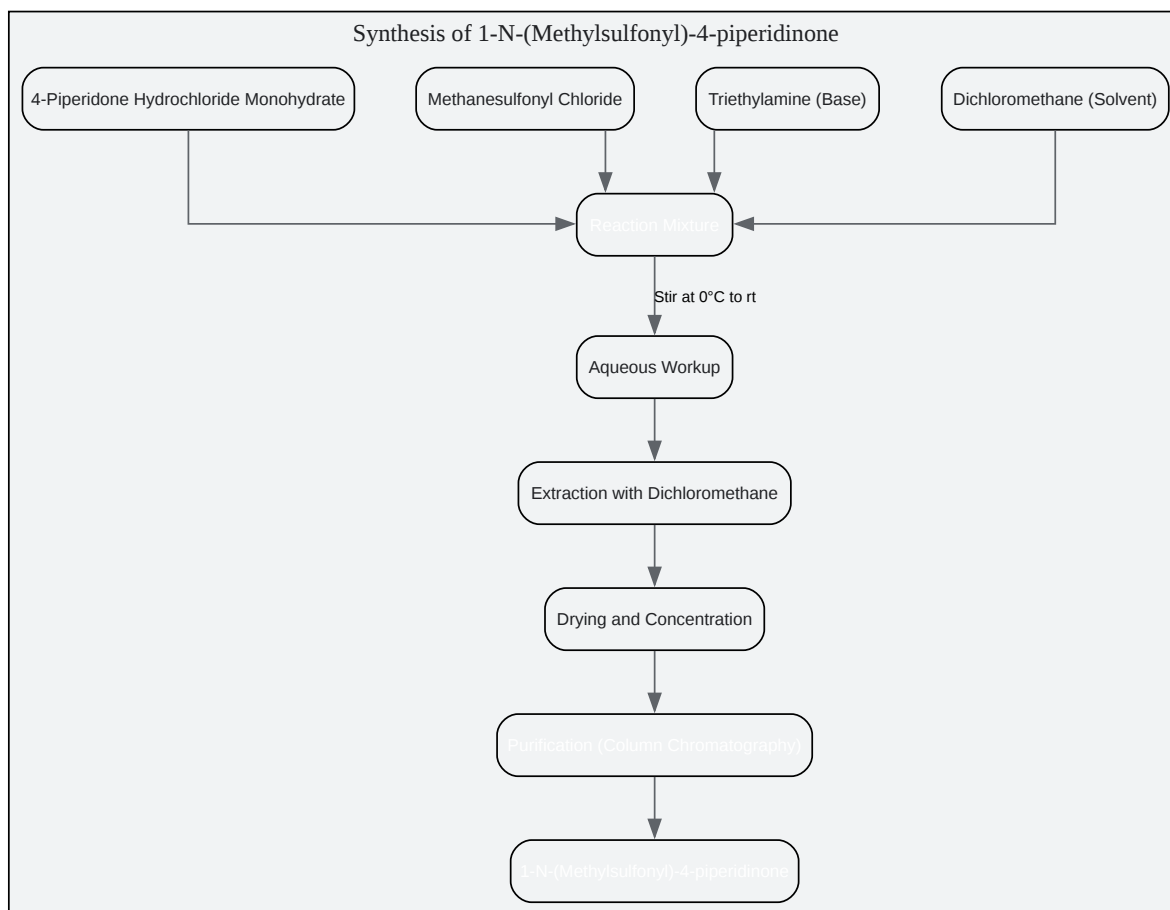 Synthesis of 1-N-(Methylsulfonyl)-4-piperidinone
4-Piperidone Hydrochloride Monohydrate
Methanesulfonyl Chloride
Triethylamine (Base)
Dichloromethane (Solvent)
Reaction Mixture
Stir at 0°C to rt
Aqueous Workup
Extraction with Dichloromethane
Drying and Concentration
Purification (Column Chromatography)
1-N-(Methylsulfonyl)-4-piperidinone